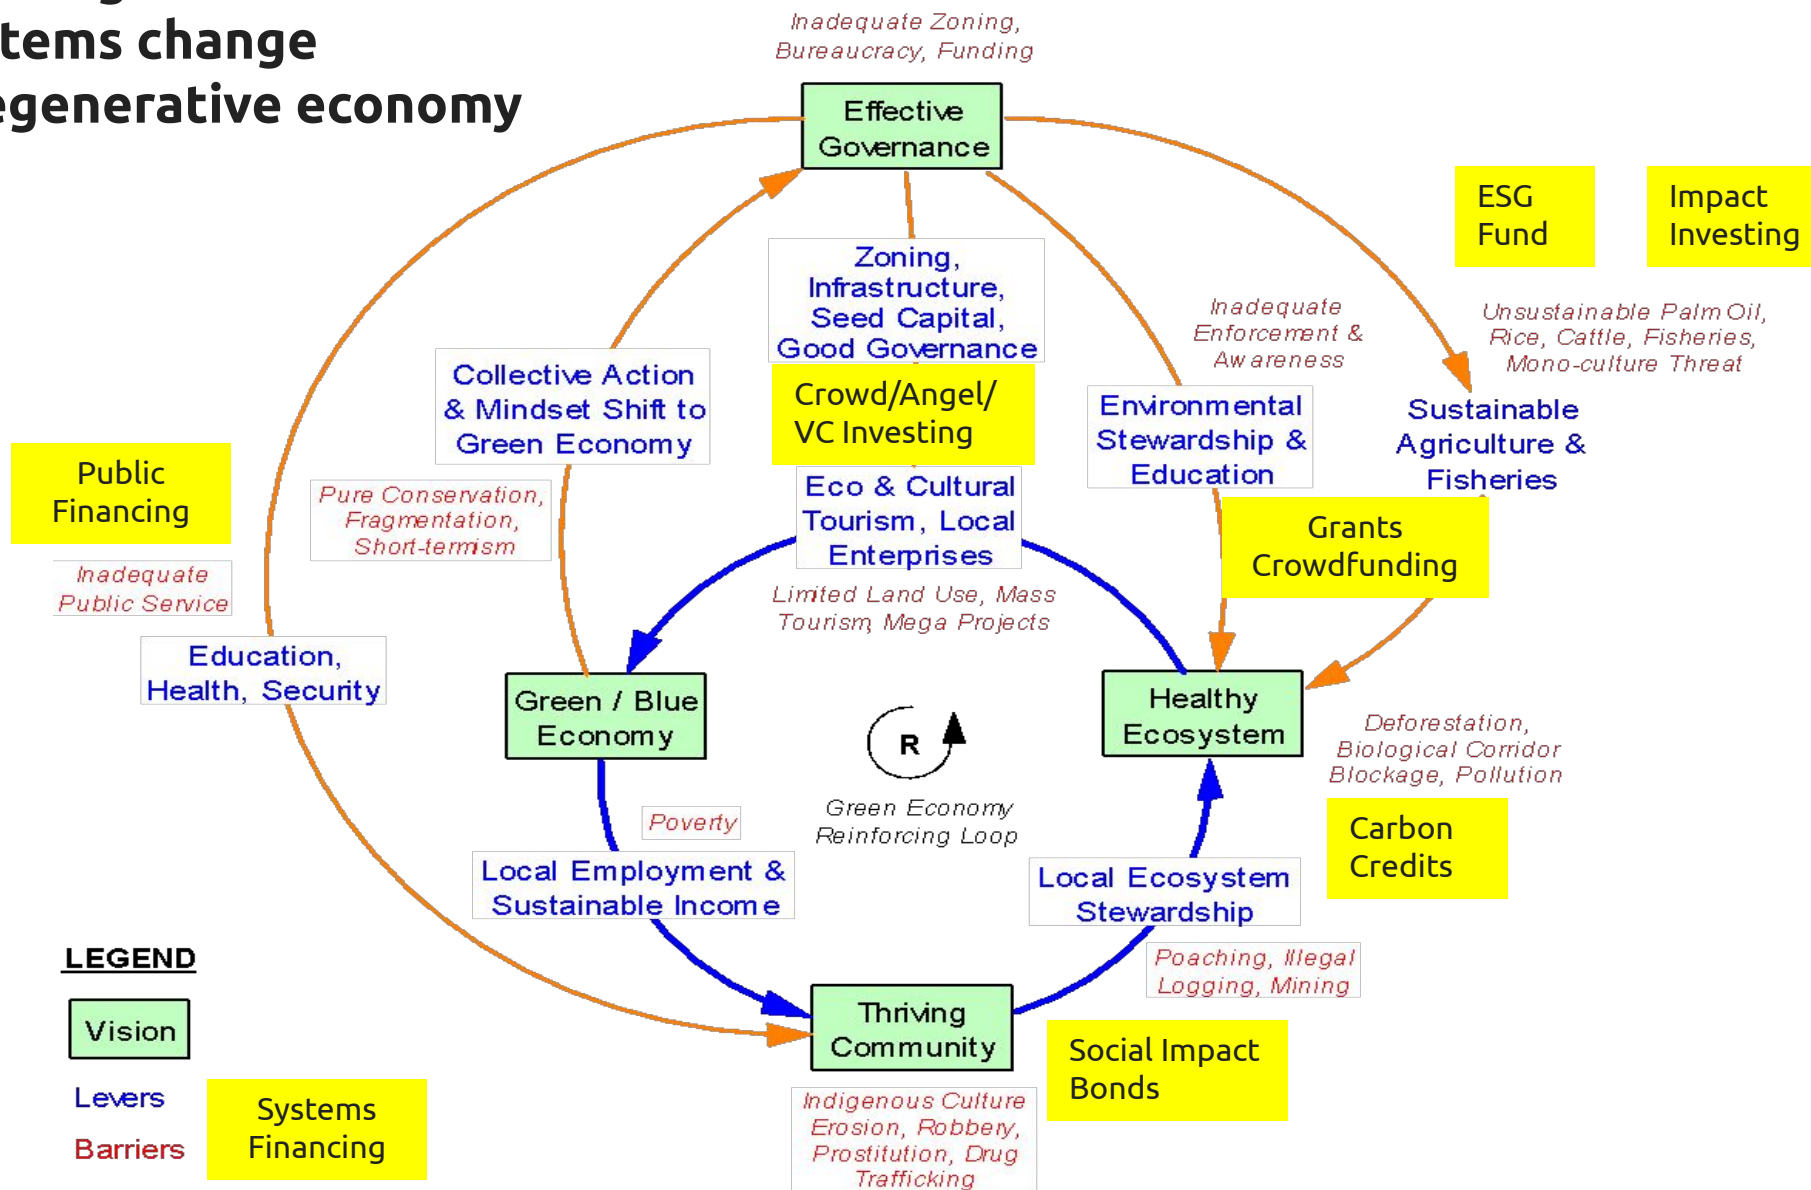 tems change
egenerative economy
Inadequate Zoning,
Bureaucracy, Funding
Effective
Governance
ESG
Fund
Impact
Investing
Zoning,
Infrastructure,
Seed Capital,
Good Governance
Inadequate
Enforcement &
Awareness
Unsustainable Palm Oil,
Rice, Cattle, Fisheries,
Mono-culture Threat
Collective Action
& Mindset Shift to
Green Economy
Crowd/Angel/
VC Investing
Environmental
Stewardship &
Education
Sustainable
Agriculture &
Fisheries
Public
Financing
Pure Conservation,
Fragmentation,
Short-termism
Eco & Cultural
Tourism, Local
Enterprises
Grants
Crowdfunding
Inadequate
Public Service
Limited Land Use, Mass
Tourism, Mega Projects
Education,
Health, Security
Green / Blue
Economy
R
Green Economy
Reinforcing Loop
Healthy
Ecosystem
Deforestation,
Biological Corridor
Blockage, Pollution
Poverty
Carbon
Credits
Local Employment &
Sustainable Income
Local Ecosystem
Stewardship
Poaching, Illegal
Logging, Mining
Thriving
Community
Social Impact
Bonds
Indigenous Culture
Erosion, Robbery,
Prostitution, Drug
Trafficking
LEGEND
Vision
Levers
Barriers
Systems
Financing